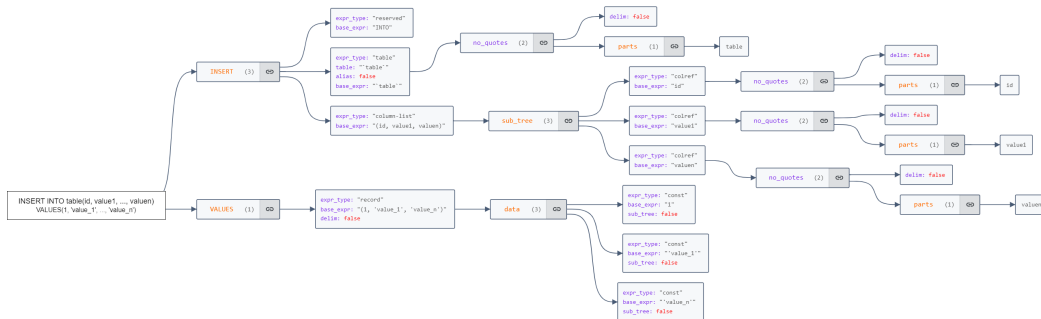 INSERT INTO table(id, value1, ..., valuen)
VALUES(1, 'value_1', ..., 'value_n')
INSERT (3)
expr_type: "reserved"
base_expr: "INTO"
expr_type: "table"
table: "`table`"
alias: false
base_expr: "`table`"
no_quotes (2)
delim: false
parts (1)
table
expr_type: "column-list"
base_expr: "(id, value1, valuen)"
sub_tree (3)
expr_type: "colref"
base_expr: "id"
no_quotes (2)
delim: false
parts (1)
id
expr_type: "colref"
base_expr: "value1"
no_quotes (2)
delim: false
parts (1)
value1
expr_type: "colref"
base_expr: "valuen"
no_quotes (2)
delim: false
parts (1)
valuen
VALUES (1)
expr_type: "record"
base_expr: "(1, 'value_1', 'value_n')"
delim: false
data (3)
expr_type: "const"
base_expr: "1"
sub_tree: false
expr_type: "const"
base_expr: "'value_1'"
sub_tree: false
expr_type: "const"
base_expr: "'value_n'"
sub_tree: false